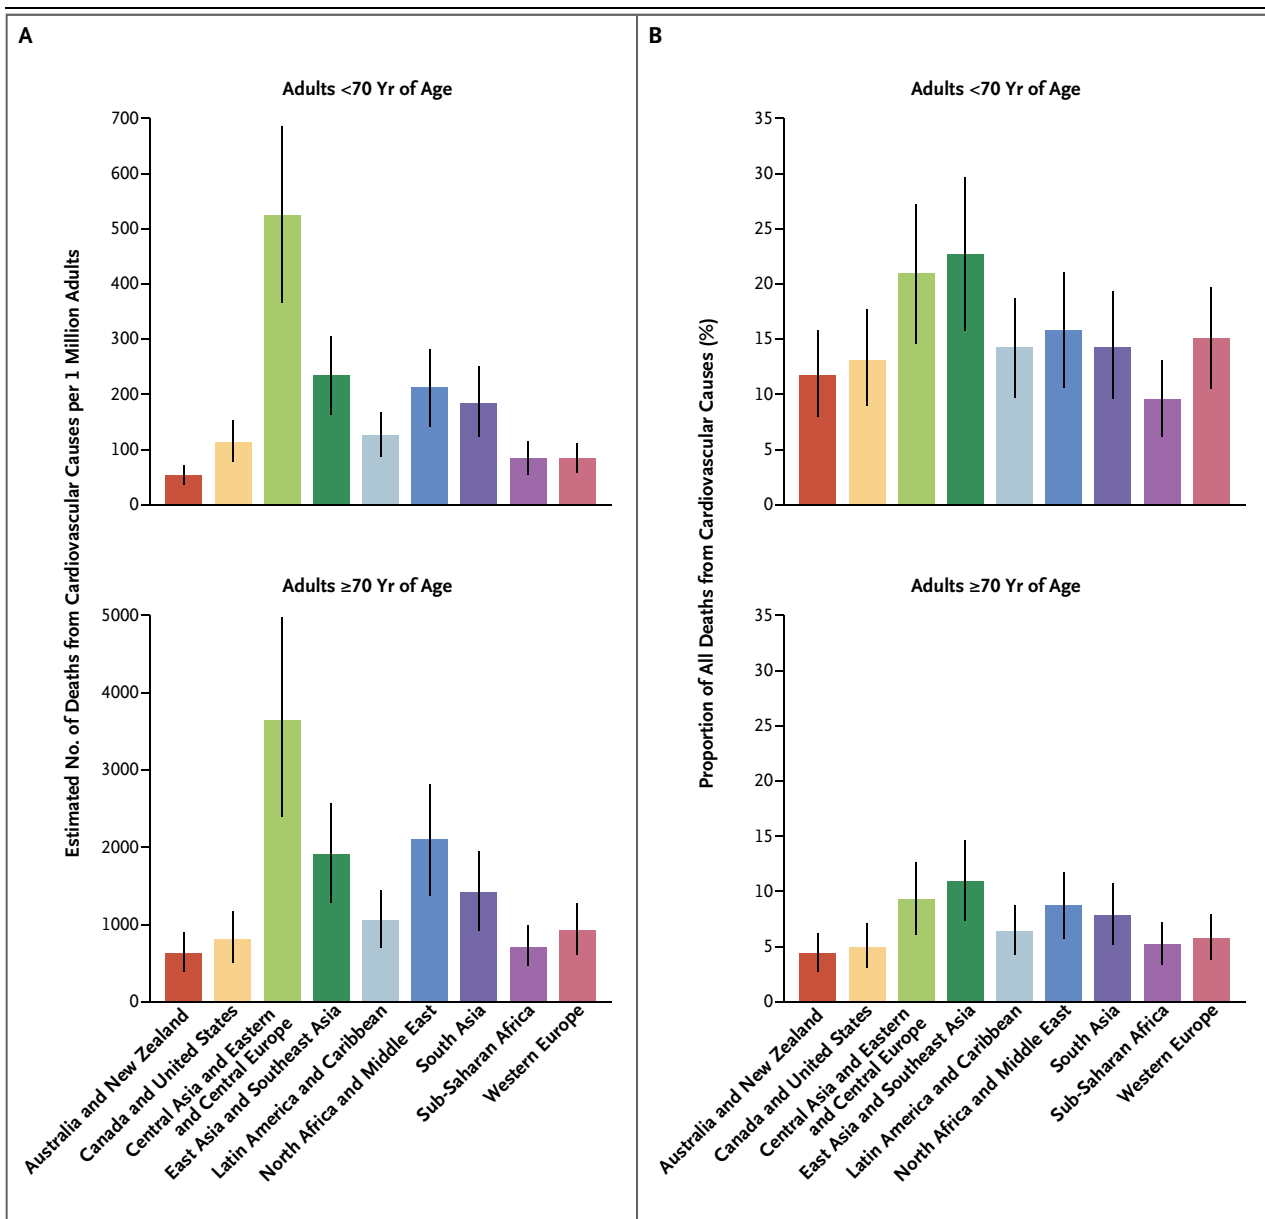 A
Estimated No. of Deaths from Cardiovascular Causes per 1 Million Adults
Adults <70 Yr of Age
700
600
500
400
300
200
100
0
Adults ≥70 Yr of Age
5000
4000
3000
2000
1000
0
Australia and New Zealand
Canada and United States
Central Asia and Eastern
and Central Europe
East Asia and Southeast Asia
Latin America and Caribbean
North Africa and Middle East
South Asia
Sub-Saharan Africa
Western Europe
B
Proportion of All Deaths from Cardiovascular Causes (%)
Adults <70 Yr of Age
35
30
25
20
15
10
5
0
Adults ≥70 Yr of Age
35
30
25
20
15
10
5
0
Australia and New Zealand
Canada and United States
Central Asia and Eastern
and Central Europe
East Asia and Southeast Asia
Latin America and Caribbean
North Africa and Middle East
South Asia
Sub-Saharan Africa
Western Europe